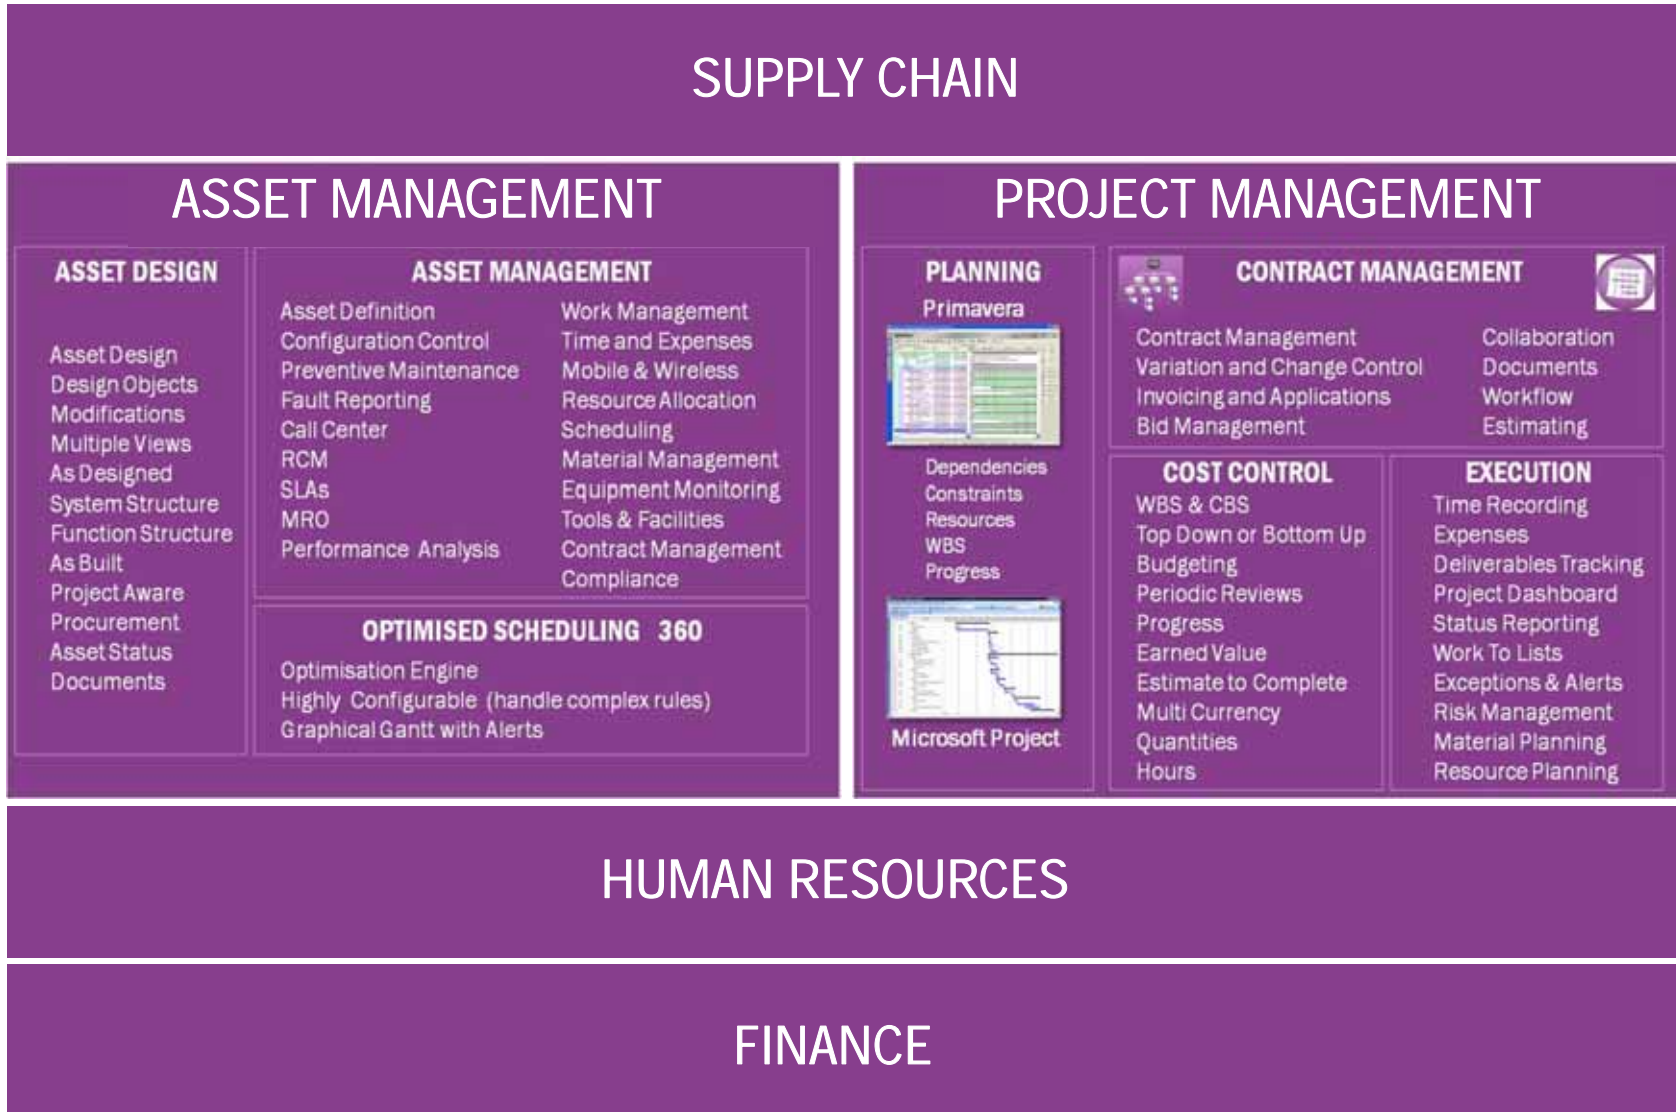 SUPPLY CHAIN
ASSET MANAGEMENT
ASSET DESIGN
Asset Design
Design Objects
Modifications
Multiple Views
As Designed
System Structure
Function Structure
As Built
Project Aware
Procurement
Asset Status
Documents
ASSET MANAGEMENT
Asset Definition
Configuration Control
Preventive Maintenance
Fault Reporting
Call Center
RCM
SLAs
MRO
Performance Analysis
Work Management
Time and Expenses
Mobile & Wireless
Resource Allocation
Scheduling
Material Management
Equipment Monitoring
Tools & Facilities
Contract Management
Compliance
OPTIMISED SCHEDULING 360
Optimisation Engine
Highly Configurable (handle complex rules)
Graphical Gantt with Alerts
PROJECT MANAGEMENT
PLANNING
Primavera
Dependencies
Constraints
Resources
WBS
Progress
Microsoft Project
CONTRACT MANAGEMENT
Contract Management
Variation and Change Control
Invoicing and Applications
Bid Management
Collaboration
Documents
Workflow
Estimating
COST CONTROL
WBS & CBS
Top Down or Bottom Up
Budgeting
Periodic Reviews
Progress
Earned Value
Estimate to Complete
Multi Currency
Quantities
Hours
EXECUTION
Time Recording
Expenses
Deliverables Tracking
Project Dashboard
Status Reporting
Work To Lists
Exceptions & Alerts
Risk Management
Material Planning
Resource Planning
HUMAN RESOURCES
FINANCE